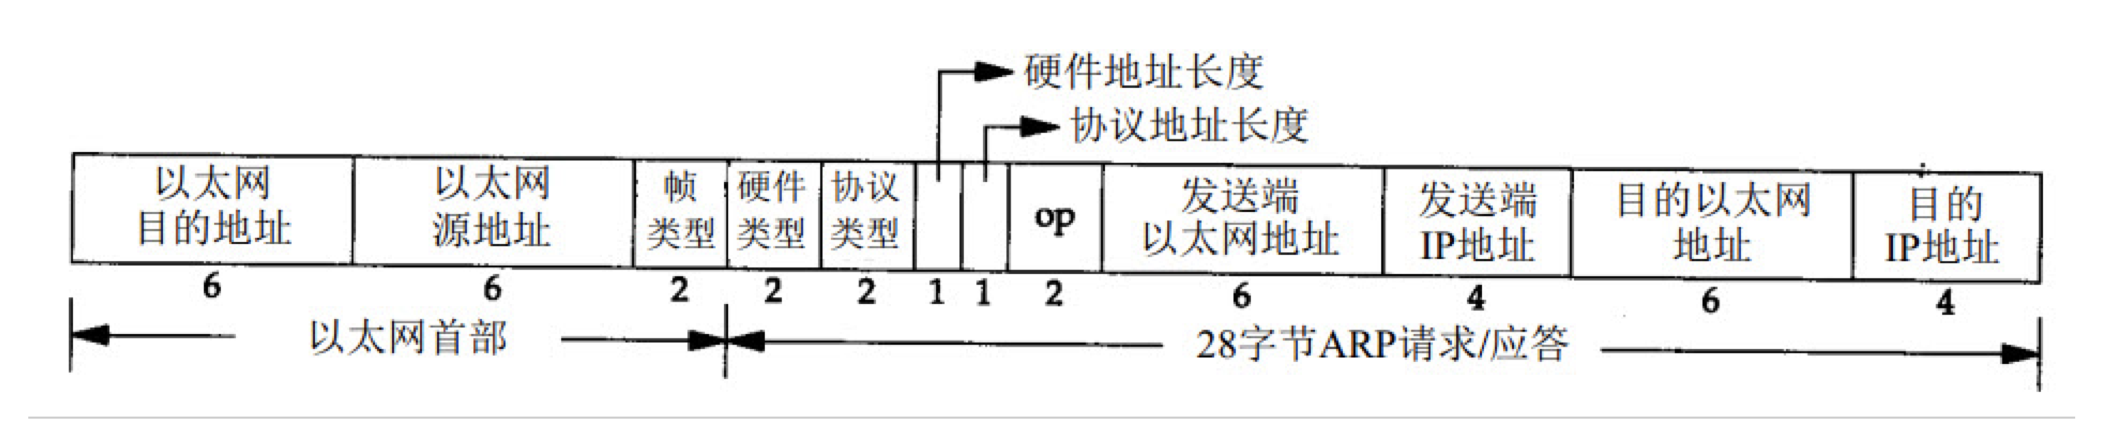 硬件地址长度
协议地址长度
以太网
目的地址
以太网
源地址
帧
类型
硬件
类型
协议
类型
op
发送端
以太网地址
发送端
IP地址
目的以太网
地址
目的
IP地址
6
6
2
2
2
1
1
2
6
4
6
4
以太网首部
28字节ARP请求/应答